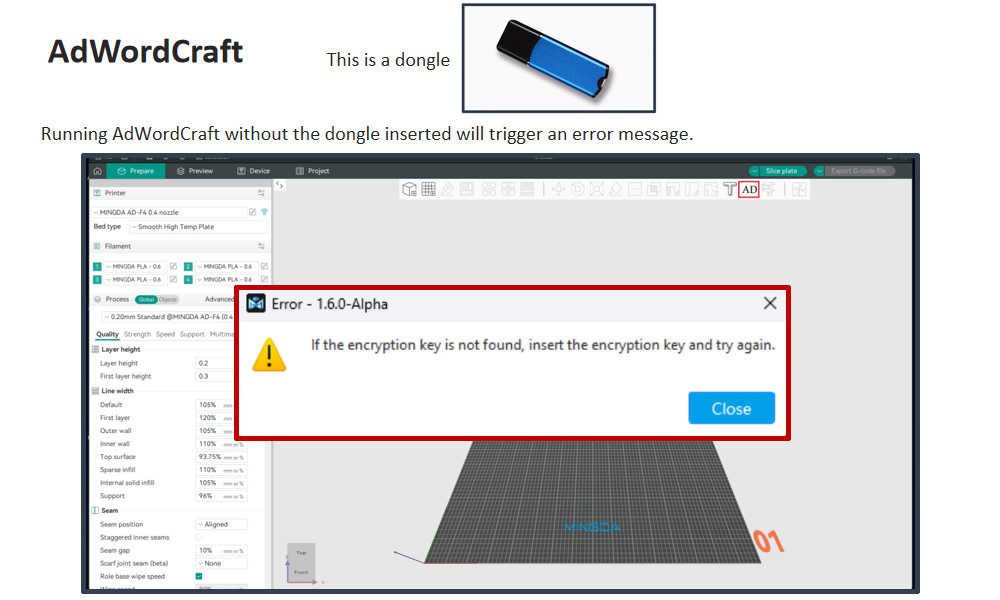 AdWordCraft
This is a dongle
Running AdWordCraft without the dongle inserted will trigger an error message.
Prepare
Preview
Device
Project
Slice plate
Export G-code file
Printer
MINGDA AD-F4 0.4 nozzle
Bed type
Smooth High Temp Plate
AD
Filament
1 MINGDA PLA - 0.6
2 MINGDA PLA - 0.6
3 MINGDA PLA - 0.6
4 MINGDA PLA - 0.6
Process Global Objects Advanced
0.20mm Standard @MINGDA AD-F4 (0.4
Quality Strength Speed Support Multima
Error - 1.6.0-Alpha
If the encryption key is not found, insert the encryption key and try again.
Close
Layer height
Layer height 0.2
First layer height 0.3
Line width
Default 105% mm
First layer 120% mm
Outer wall 105% mm
Inner wall 110% mm or %
Top surface 93.75% mm or %
Sparse infill 110% mm or %
Internal solid infill 105% mm or %
Support 96% mm or %
Seam
Seam position Aligned
Staggered inner seams
Seam gap 10% mm or %
Scarf joint seam (beta) None
Role base wipe speed
MINGDA
01
Top
Front